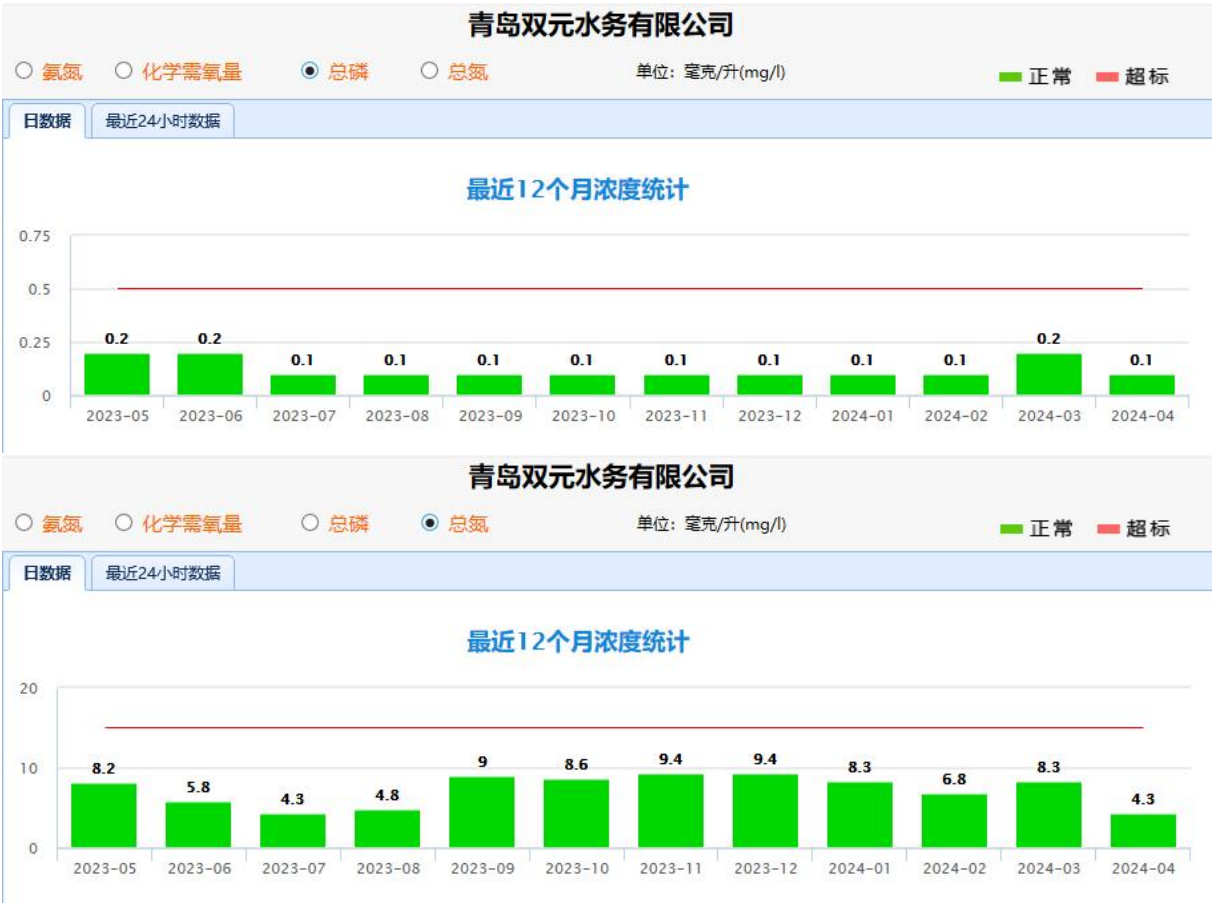 青岛双元水务有限公司
氨氮 化学需氧量 总磷 总氮 单位：毫克/升(mg/l) 正常 超标
日数据 最近24小时数据
最近12个月浓度统计
0.75
0.5
0.25
0
0.2 0.2 0.1 0.1 0.1 0.1 0.1 0.1 0.1 0.1 0.2 0.1
2023-05 2023-06 2023-07 2023-08 2023-09 2023-10 2023-11 2023-12 2024-01 2024-02 2024-03 2024-04
青岛双元水务有限公司
氨氮 化学需氧量 总磷 总氮 单位：毫克/升(mg/l) 正常 超标
日数据 最近24小时数据
最近12个月浓度统计
20
10
0
8.2 5.8 4.3 4.8 9 8.6 9.4 9.4 8.3 6.8 8.3 4.3
2023-05 2023-06 2023-07 2023-08 2023-09 2023-10 2023-11 2023-12 2024-01 2024-02 2024-03 2024-04